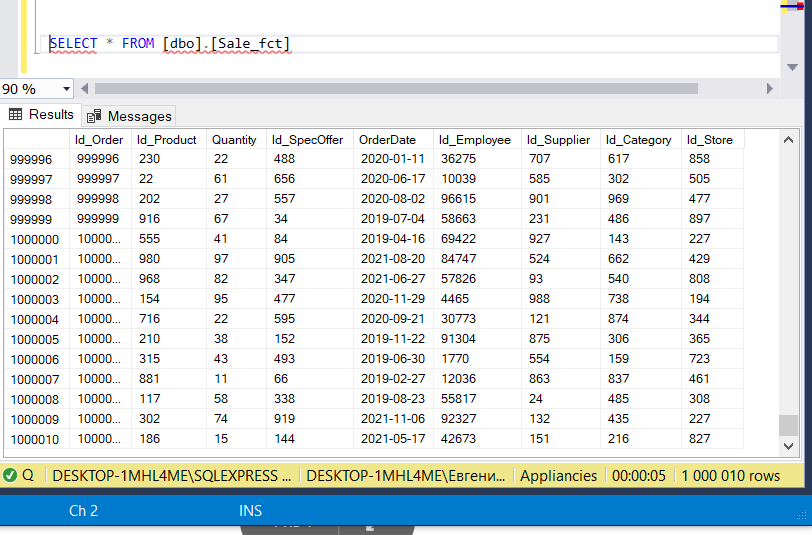 SELECT * FROM [dbo].[Sale_fct]
90 %
Results Messages
Id_Order Id_Product Quantity Id_SpecOffer OrderDate Id_Employee Id_Supplier Id_Category Id_Store
999996 999996 230 22 488 2020-01-11 36275 707 617 858
999997 999997 22 61 656 2020-06-17 10039 585 302 505
999998 999998 202 27 557 2020-08-02 96615 901 969 477
999999 999999 916 67 34 2019-07-04 58663 231 486 897
1000000 10000... 555 41 84 2019-04-16 69422 927 143 227
1000001 10000... 980 97 905 2021-08-20 84747 524 662 429
1000002 10000... 968 82 347 2021-06-27 57826 93 540 808
1000003 10000... 154 95 477 2020-11-29 4465 988 738 194
1000004 10000... 716 22 595 2020-09-21 30773 121 874 344
1000005 10000... 210 38 152 2019-11-22 91304 875 306 365
1000006 10000... 315 43 493 2019-06-30 1770 554 159 723
1000007 10000... 881 11 66 2019-02-27 12036 863 837 461
1000008 10000... 117 58 338 2019-08-23 55817 24 485 308
1000009 10000... 302 74 919 2021-11-06 92327 132 435 227
1000010 10000... 186 15 144 2021-05-17 42673 151 216 827
Q DESKTOP-1MHL4ME\SQLEXPRESS ... DESKTOP-1MHL4ME\Евгени... Appliancies 00:00:05 1 000 010 rows
Ch 2 INS